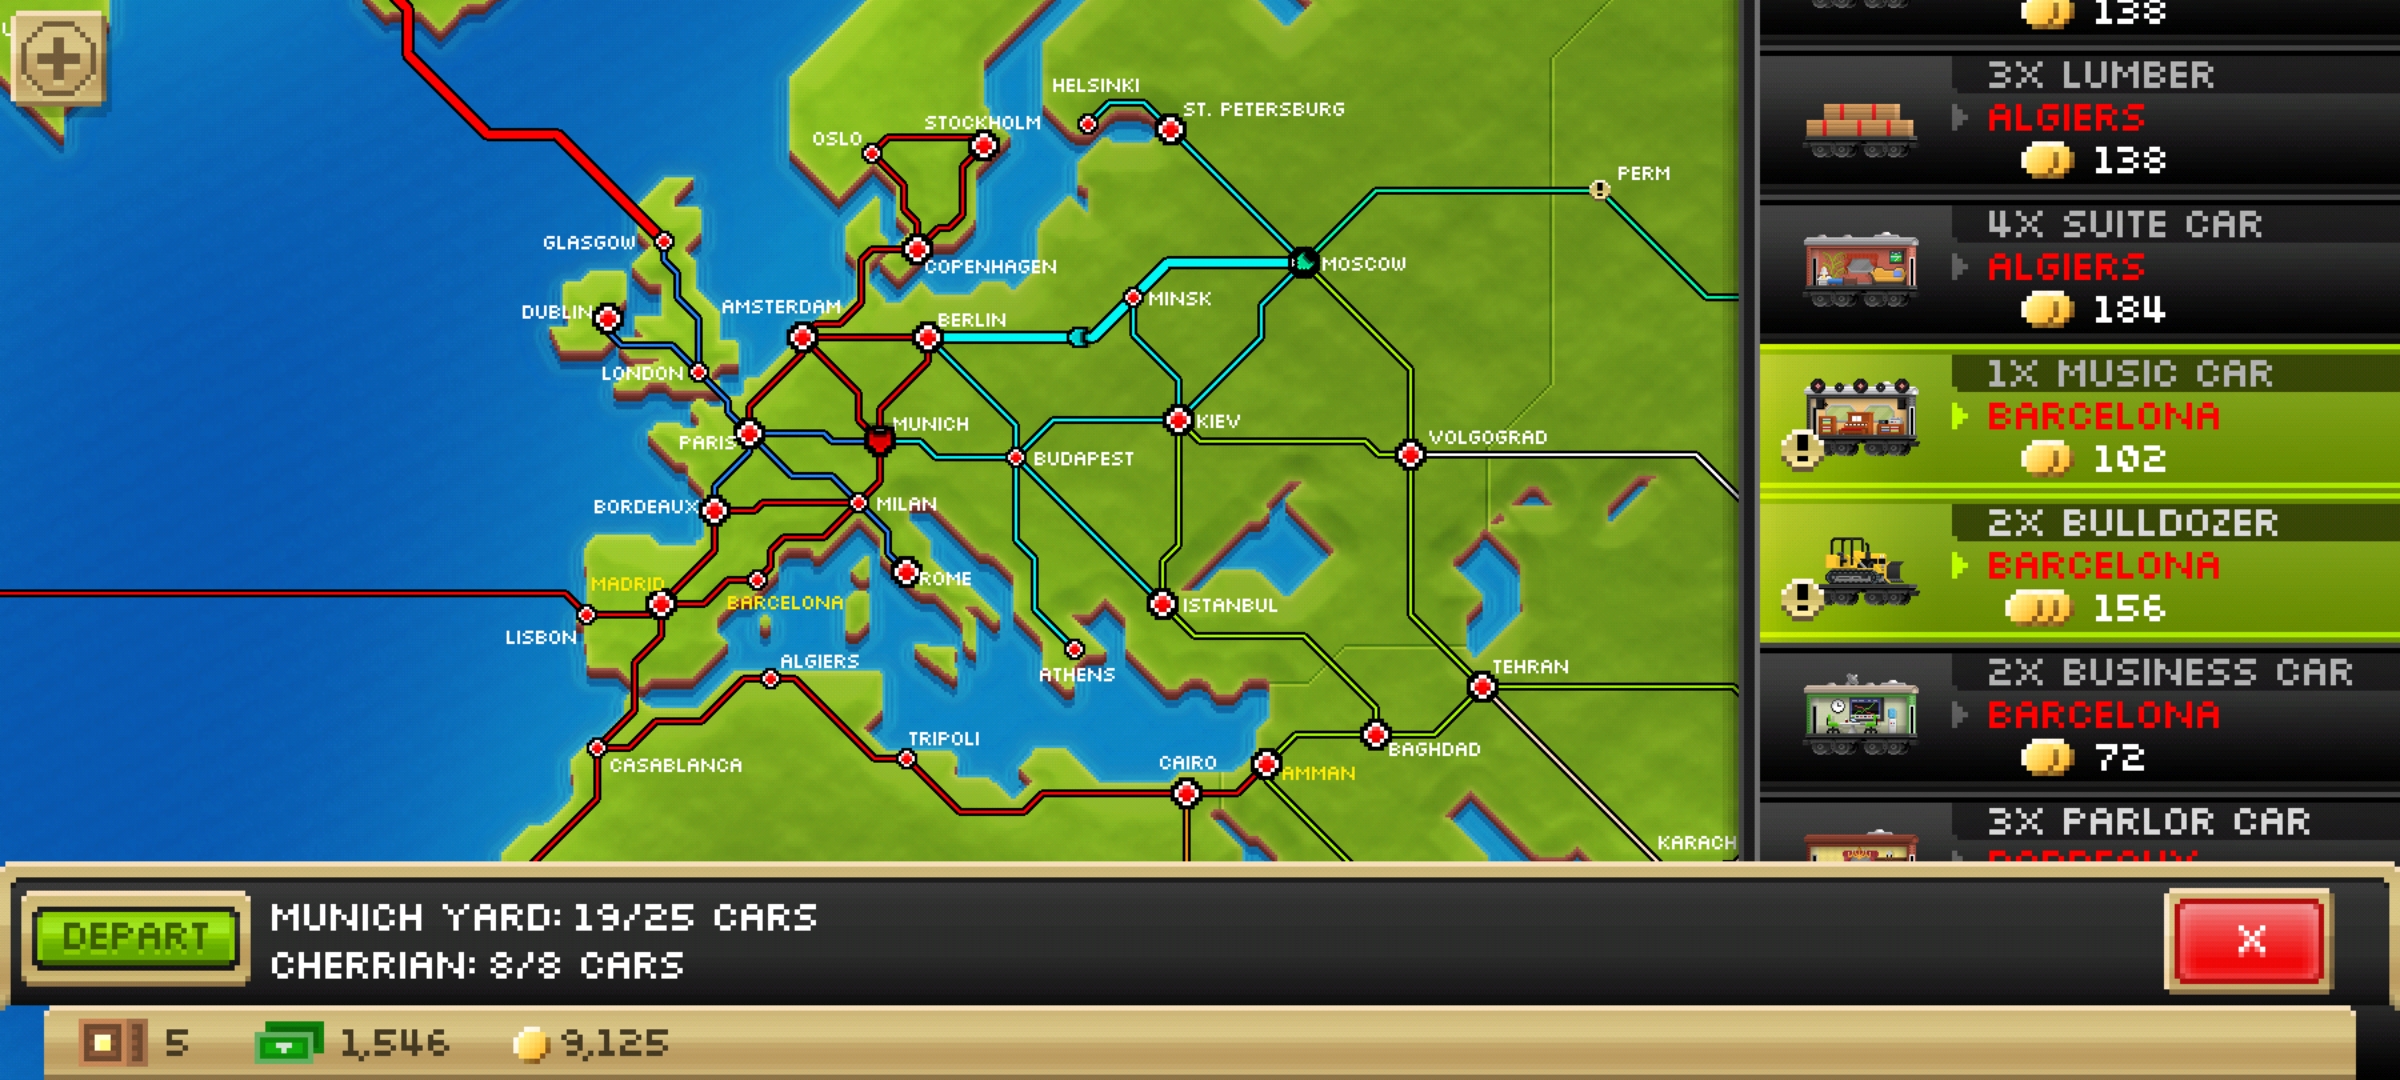 138
3X LUMBER
ALGIERS
138
4X SUITE CAR
ALGIERS
184
1X MUSIC CAR
BARCELONA
102
2X BULLDOZER
BARCELONA
156
2X BUSINESS CAR
BARCELONA
72
3X PARLOR CAR
BORDEAUX
HELSINKI
ST. PETERSBURG
STOCKHOLM
OSLO
PERM
GLASGOW
COPENHAGEN
MOSCOW
MINSK
DUBLIN
AMSTERDAM
BERLIN
LONDON
MUNICH
PARIS
KIEV
VOLGOGRAD
BUDAPEST
BORDEAUX
MILAN
MADRID
ROME
BARCELONA
ISTANBUL
LISBON
ALGIERS
ATHENS
TEHRAN
TRIPOLI
BAGHDAD
CASABLANCA
CAIRO
AMMAN
KARACH
DEPART
MUNICH YARD: 19/25 CARS
CHERRIAN: 8/8 CARS
X
5
1,546
9,125